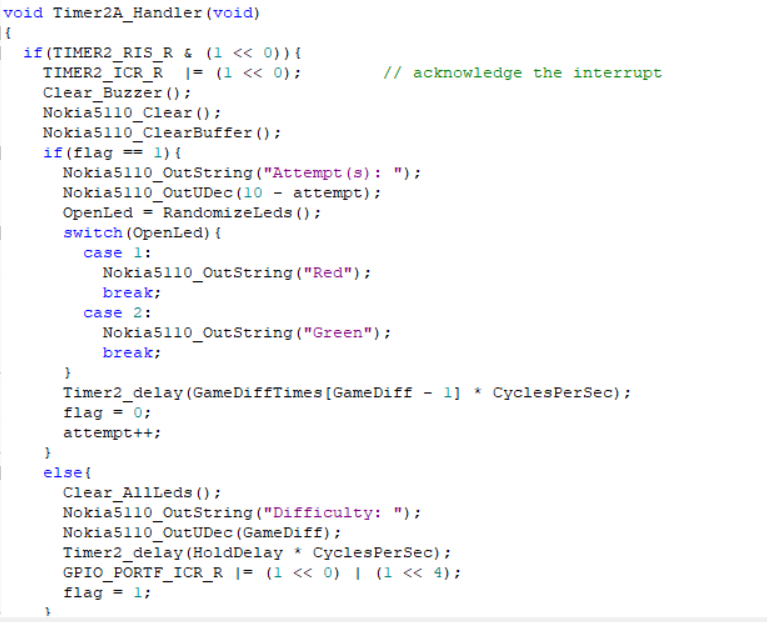 void Timer2A_Handler(void)
{
  if(TIMER2_RIS_R & (1 << 0)){
    TIMER2_ICR_R  |= (1 << 0);        // acknowledge the interrupt
    Clear_Buzzer();
    Nokia5110_Clear();
    Nokia5110_ClearBuffer();
    if(flag == 1){
      Nokia5110_OutString("Attempt(s): ");
      Nokia5110_OutUDec(10 - attempt);
      OpenLed = RandomizeLeds();
      switch(OpenLed){
        case 1:
          Nokia5110_OutString("Red");
          break;
        case 2:
          Nokia5110_OutString("Green");
          break;
      }
      Timer2_delay(GameDiffTimes[GameDiff - 1] * CyclesPerSec);
      flag = 0;
      attempt++;
    }
    else{
      Clear_AllLeds();
      Nokia5110_OutString("Difficulty: ");
      Nokia5110_OutUDec(GameDiff);
      Timer2_delay(HoldDelay * CyclesPerSec);
      GPIO_PORTF_ICR_R |= (1 << 0) | (1 << 4);
      flag = 1;
    }